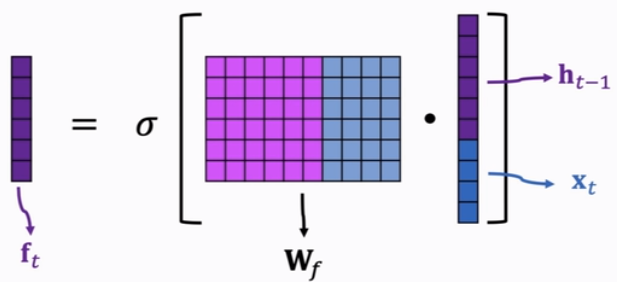 = σ [ • ]
h_{t−1}
x_t
f_t
W_f